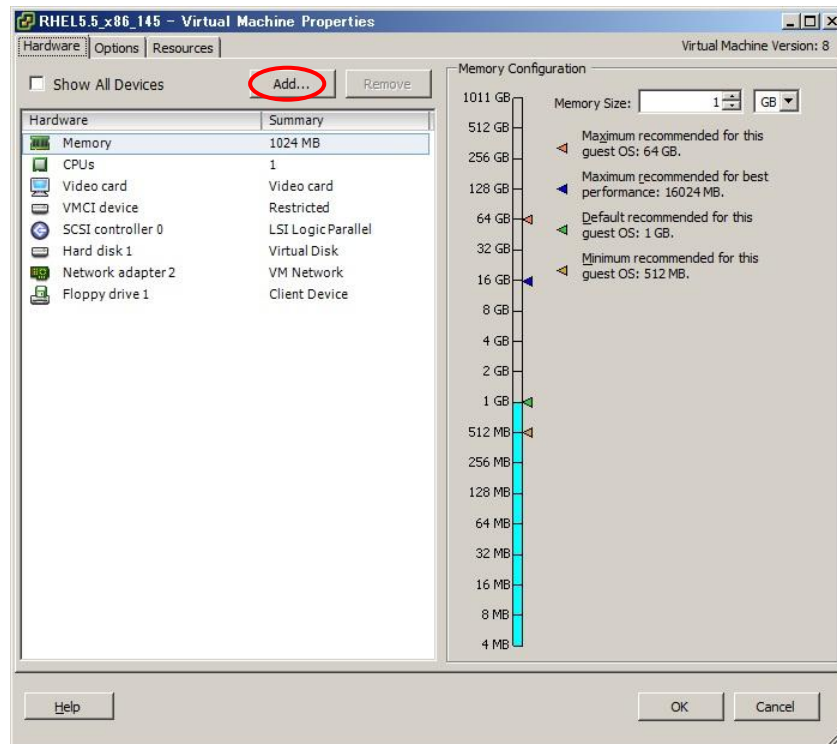 RHEL5.5_x86_145 - Virtual Machine Properties
Hardware Options Resources
Virtual Machine Version: 8
Show All Devices
Add...
Remove
Hardware Summary
Memory 1024 MB
CPUs 1
Video card Video card
VMCI device Restricted
SCSI controller 0 LSI Logic Parallel
Hard disk 1 Virtual Disk
Network adapter 2 VM Network
Floppy drive 1 Client Device
Memory Configuration
1011 GB
512 GB
256 GB
128 GB
64 GB
32 GB
16 GB
8 GB
4 GB
2 GB
1 GB
512 MB
256 MB
128 MB
64 MB
32 MB
16 MB
8 MB
4 MB
Memory Size: 1 GB
Maximum recommended for this
guest OS: 64 GB.
Maximum recommended for best
performance: 16024 MB.
Default recommended for this
guest OS: 1 GB.
Minimum recommended for this
guest OS: 512 MB.
Help
OK
Cancel